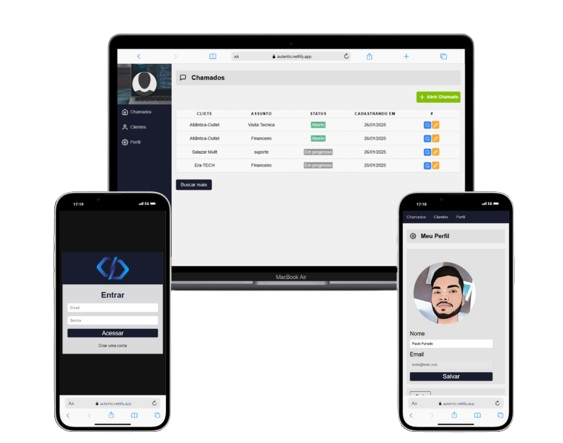 AA autentic.netlify.app
Chamados
+ Abrir Chamado
Chamados
Clientes
Perfil
CLIETE ASSUNTO STATUS CADASTRANDO EM #
Atlântica-Outlet Visita Tecnica Aberto 26/01/2025
Atlântica-Outlet Financeiro Aberto 26/01/2025
Salazar Multt suporte Em progresso 26/01/2025
Era-TECH Financeiro Em progresso 25/01/2025
Buscar mais
MacBook Air
17:18
</>
Entrar
Email
Senha
Acessar
Criar uma conta
AA autentic.netlify.app
17:18
Chamados Clientes Perfil
Meu Perfil
Nome
Paulo Furtado
Email
teste@teste.com
Salvar
AA autentic.netlify.app